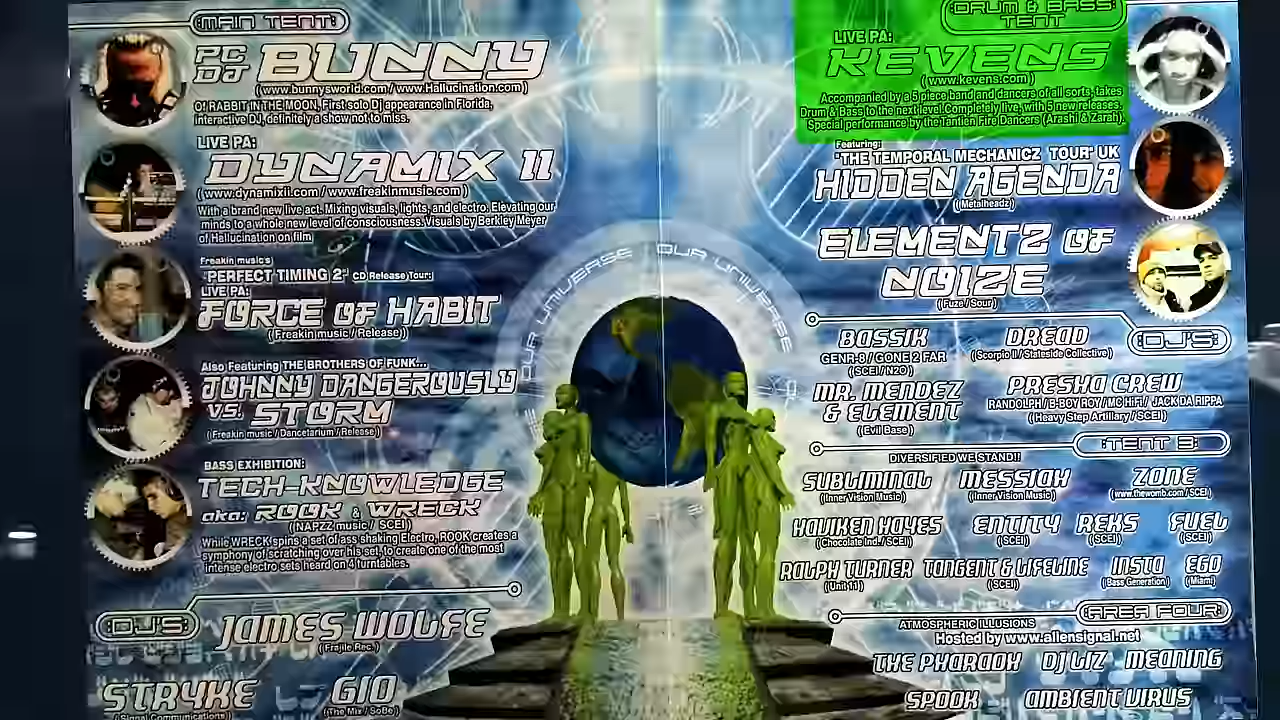 MAIN TENT
PC DJ BUNNY
(www.bunnysworld.com / www.Hallucination.com)
Of RABBIT IN THE MOON, First solo Dj appearance in Florida.
interactive DJ, definitely a show not to miss.
LIVE PA:
DYNAMIX II
(www.dynamixii.com / www.freakinmusic.com)
With a brand new live act. Mixing visuals, lights, and electro. Elevating our
minds to a whole new level of consciousness. Visuals by Berkley Meyer
of Hallucination on film
Freakin music's
"PERFECT TIMING 2" CD Release Tour:
LIVE PA:
FORCE OF HABIT
(Freakin music / Release)
Also Featuring THE BROTHERS OF FUNK...
JOHNNY DANGEROUSLY
VS. STORM
(Freakin music / Dancetarium / Release)
BASS EXHIBITION:
TECH-KNOWLEDGE
aka: ROOK & WRECK
(NAPZZ music / SCEI)
While WRECK spins a set of ass shaking Electro, ROOK creates a
symphony of scratching over his set, to create one of the most
intense electro sets heard on 4 turntables.
DJ'S
JAMES WOLFE
(Frajile Rec.)
STRYKE GIO
(Signal Communications) (The Mix / SoBe)
OUR UNIVERSE OUR UNIVERSE
DRUM & BASS
TENT
LIVE PA:
KEVENS
(www.kevens.com)
Accompanied by a 5 piece band and dancers of all sorts, takes
Drum & Bass to the next level. Completely live, with 5 new releases.
Special performance by the Tantien Fire Dancers (Arashi & Zarah).
Featuring:
"THE TEMPORAL MECHANICZ TOUR" UK
HIDDEN AGENDA
(Metalheadz)
ELEMENTZ OF
NOIZE
(Fuze / Sour)
DJ'S
BASSIK DREAD
GENR-8 / GONE 2 FAR (Scorpio II / Stateside Collective)
(SCEI / N2O)
MR. MENDEZ PRESHA CREW
& ELEMENT RANDOLPH / B-BOY ROY / MC HIFI / JACK DA RIPPA
(Evil Base) (Heavy Step Artillary / SCEI)
TENT B
DIVERSIFIED WE STAND!!
SUBLIMINAL MESSIAH ZONE
(Inner Vision Music) (Inner Vision Music) (www.thewomb.com / SCEI)
HAVIKEN HAYES ENTITY REKS FUEL
(Chocolate Ind. / SCEI) (SCEI) (SCEI) (SCEI)
RALPH TURNER TANGENT & LIFELINE INSTA EGO
(Unit 11) (SCEI) (Bass Generation) (Miami)
AREA FOUR
ATMOSPHERIC ILLUSIONS
Hosted by www.aliensignal.net
THE PHARAOH DJ LIZ MEANING
SPOOK AMBIENT VIRUS